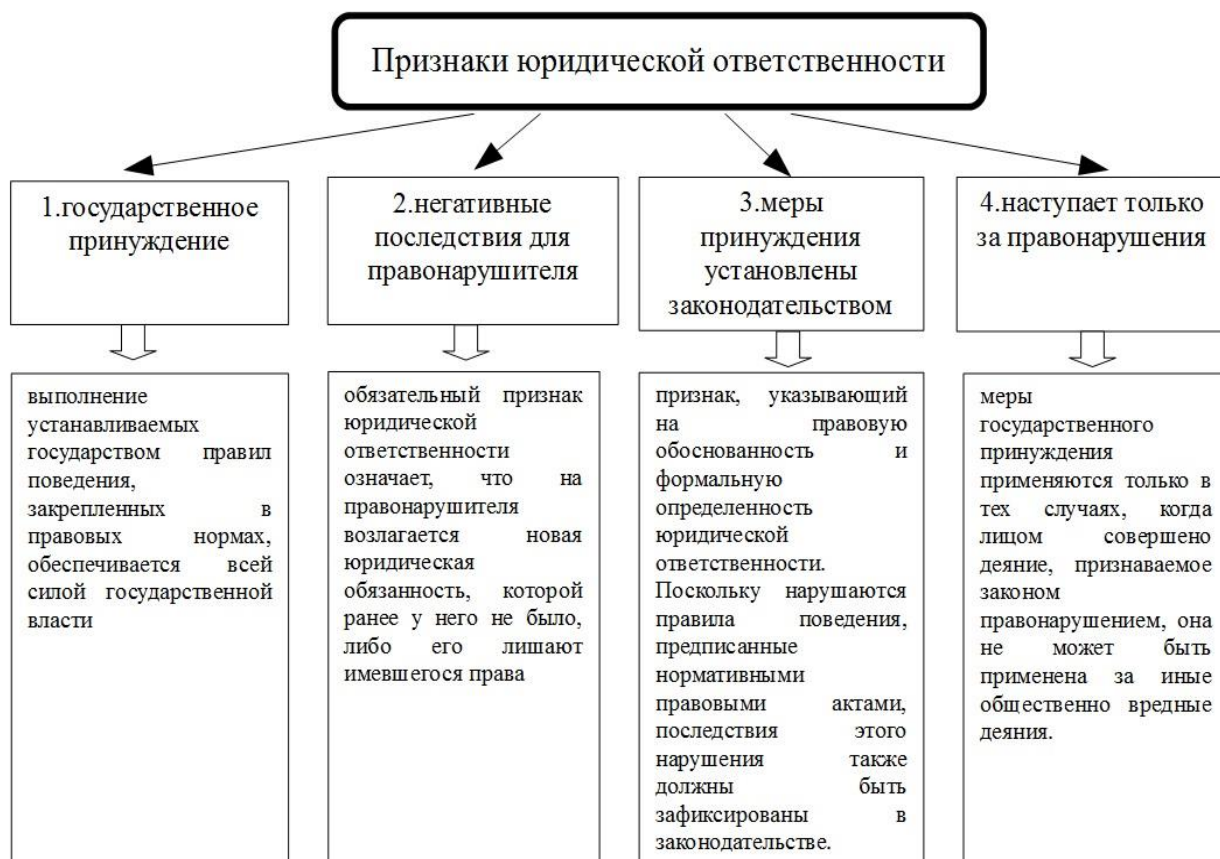 Признаки юридической ответственности
1.государственное
принуждение
2.негативные
последствия для
правонарушителя
3.меры
принуждения
установлены
законодательством
4.наступает только
за правонарушения
выполнение
устанавливаемых
государством правил
поведения,
закрепленных в
правовых нормах,
обеспечивается всей
силой государственной
власти
обязательный признак
юридической
ответственности
означает, что на
правонарушителя
возлагается новая
юридическая
обязанность, которой
ранее у него не было,
либо его лишают
имевшегося права
признак, указывающий
на правовую
обоснованность и
формальную
определенность
юридической
ответственности.
Поскольку нарушаются
правила поведения,
предписанные
нормативными
правовыми актами,
последствия этого
нарушения также
должны быть
зафиксированы в
законодательстве.
меры
государственного
принуждения
применяются только в
тех случаях, когда
лицом совершено
деяние, признаваемое
законом
правонарушением, она
не может быть
применена за иные
общественно вредные
деяния.